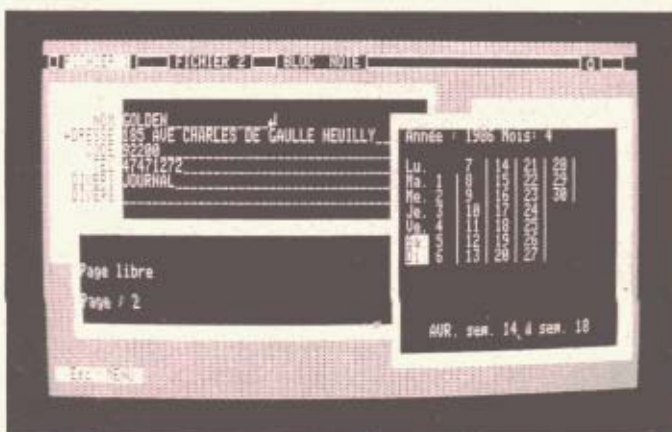 FICHIER 2 BLOC NOTE
GOLDEN
185 AVE CHARLES DE GAULLE NEUILLY
92200
47471272
JOURNAL
Page libre
Page : 2
Année : 1986 Mois: 4
Lu. 7 14 21 28
Ma. 1 8 15 22 29
Me. 2 9 16 23 30
Je. 3 10 17 24
Ve. 4 11 18 25
5 12 19 26
6 13 20 27
AVR. sem. 14 à sem. 18